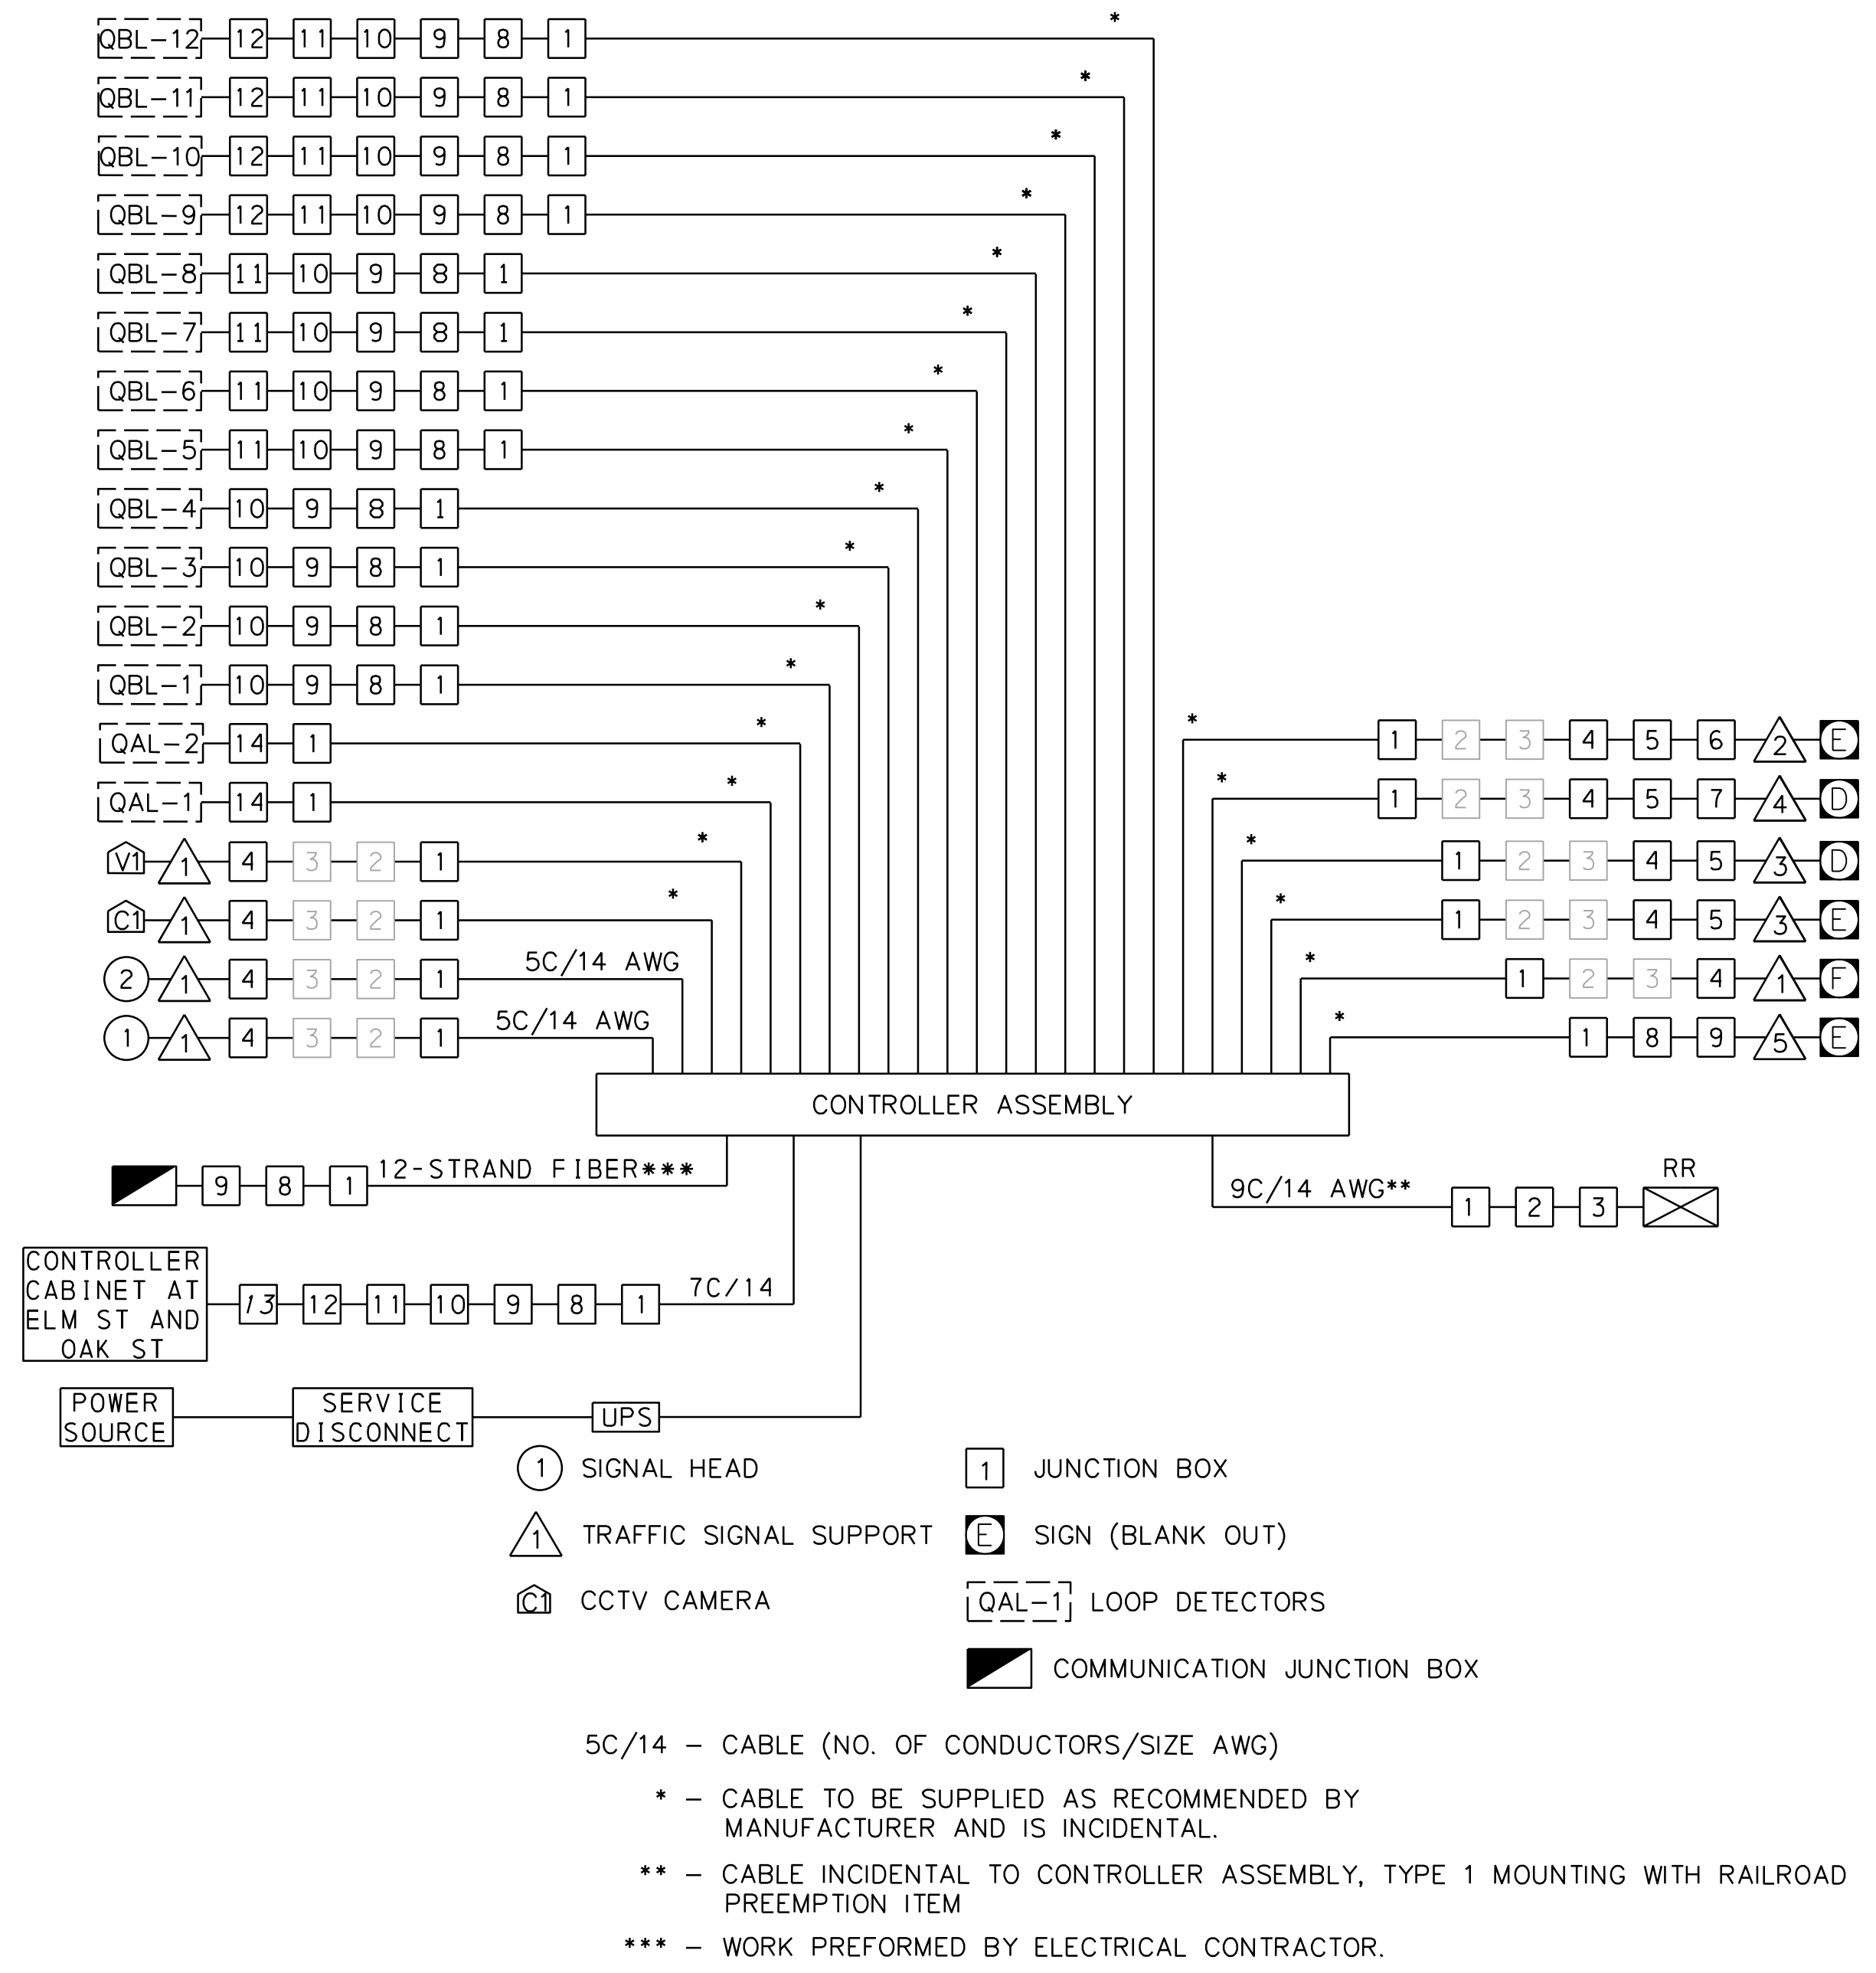 *
QBL-12 12 11 10 9 8 1
*
QBL-11 12 11 10 9 8 1
*
QBL-10 12 11 10 9 8 1
*
QBL-9 12 11 10 9 8 1
*
QBL-8 11 10 9 8 1
*
QBL-7 11 10 9 8 1
*
QBL-6 11 10 9 8 1
*
QBL-5 11 10 9 8 1
*
QBL-4 10 9 8 1
*
QBL-3 10 9 8 1
*
QBL-2 10 9 8 1
*
QBL-1 10 9 8 1
*
QAL-2 14 1
*
QAL-1 14 1
*
V1 1 4 3 2 1
*
C1 1 4 3 2 1
5C/14 AWG
2 1 4 3 2 1
5C/14 AWG
1 1 4 3 2 1
*
1 2 3 4 5 6 2 E
*
1 2 3 4 5 7 4 D
*
1 2 3 4 5 3 D
*
1 2 3 4 5 3 E
*
1 2 3 4 1 F
*
1 8 9 5 E
CONTROLLER ASSEMBLY
9 8 1 12-STRAND FIBER***
RR
9C/14 AWG**
1 2 3
CONTROLLER
CABINET AT
ELM ST AND
OAK ST
13 12 11 10 9 8 1
7C/14
POWER
SOURCE
SERVICE
DISCONNECT
UPS
1 SIGNAL HEAD
1 JUNCTION BOX
1 TRAFFIC SIGNAL SUPPORT
E SIGN (BLANK OUT)
C1 CCTV CAMERA
QAL-1 LOOP DETECTORS
COMMUNICATION JUNCTION BOX
5C/14 - CABLE (NO. OF CONDUCTORS/SIZE AWG)
* - CABLE TO BE SUPPLIED AS RECOMMENDED BY
MANUFACTURER AND IS INCIDENTAL.
** - CABLE INCIDENTAL TO CONTROLLER ASSEMBLY, TYPE 1 MOUNTING WITH RAILROAD
PREEMPTION ITEM
*** - WORK PREFORMED BY ELECTRICAL CONTRACTOR.